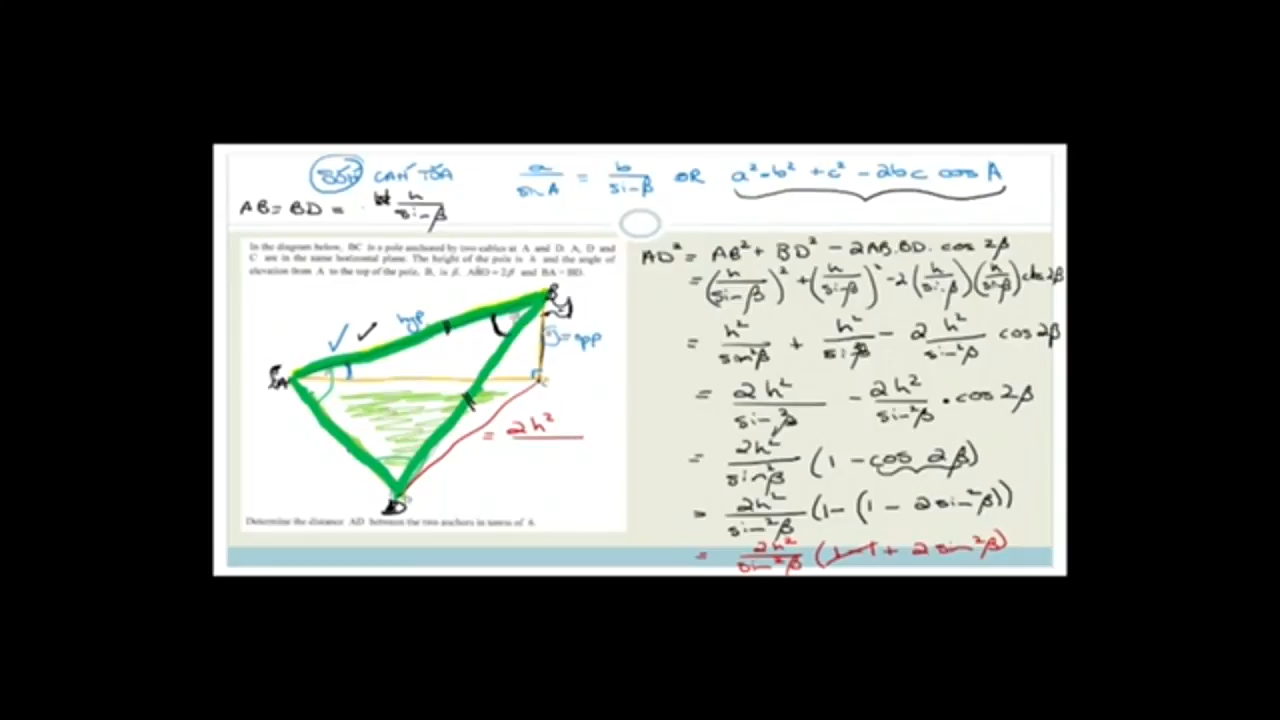 SOH CAH TOA
a/sin A = b/sin β OR a² = b² + c² - 2bc cos A
AB = BD = h/sin β
In the diagram below, BC is a pole anchored by two cables at A and D. A, D and
C are in the same horizontal plane. The height of the pole is h and the angle of
elevation from A to the top of the pole, B, is β. AB̂D = 2β and BA = BD.
B
hyp
= opp
A
C
D
= 2h²
Determine the distance AD between the two anchors in terms of h.
AD² = AB² + BD² - 2AB.BD. cos 2β
= (h/sin β)² + (h/sin β)² - 2(h/sin β)(h/sin β) cos 2β
= h²/sin²β + h²/sin²β - 2 h²/sin²β cos 2β
= 2h²/sin²β - 2h²/sin²β . cos 2β
= 2h²/sin²β (1 - cos 2β)
= 2h²/sin²β (1 - (1 - 2sin²β))
= 2h²/sin²β (1-1 + 2 sin²β)